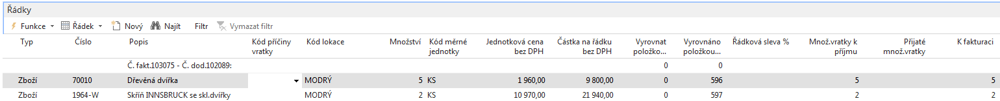 Řádky
Funkce Řádek Nový Najít Filtr Vymazat filtr
Typ Číslo Popis Kód příčiny vratky Kód lokace Množství Kód měrné jednotky Jednotková cena bez DPH Částka na řádku bez DPH Vyrovnat položko... Vyrovnáno položkou... Řádková sleva % Množ.vratky k příjmu Přijaté množ.vratky K fakturaci
Č. fakt.103075 - Č. dod.102089: 0 0
Zboží 70010 Dřevěná dvířka MODRÝ 5 KS 1 960,00 9 800,00 0 596 5 5
Zboží 1964-W Skříň INNSBRUCK se skl.dvířky MODRÝ 2 KS 10 970,00 21 940,00 0 597 2 2